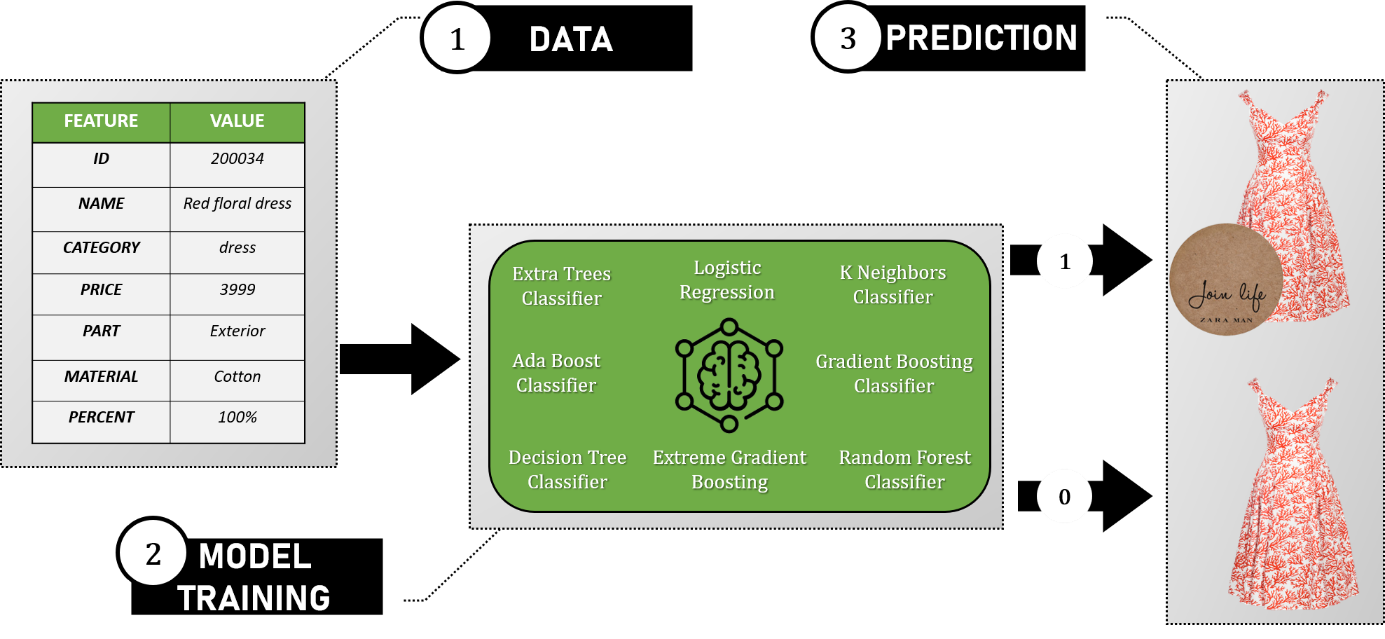 1 DATA
3 PREDICTION
FEATURE VALUE
ID 200034
NAME Red floral dress
CATEGORY dress
PRICE 3999
PART Exterior
MATERIAL Cotton
PERCENT 100%
Extra Trees
Classifier
Logistic
Regression
K Neighbors
Classifier
Ada Boost
Classifier
Gradient Boosting
Classifier
Decision Tree
Classifier
Extreme Gradient
Boosting
Random Forest
Classifier
1
Join life
ZARA MAN
0
2 MODEL
TRAINING